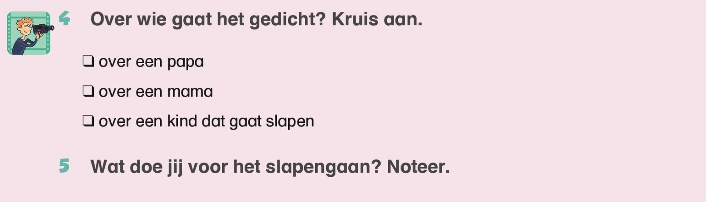 4 Over wie gaat het gedicht? Kruis aan.
❑ over een papa
❑ over een mama
❑ over een kind dat gaat slapen
5 Wat doe jij voor het slapengaan? Noteer.